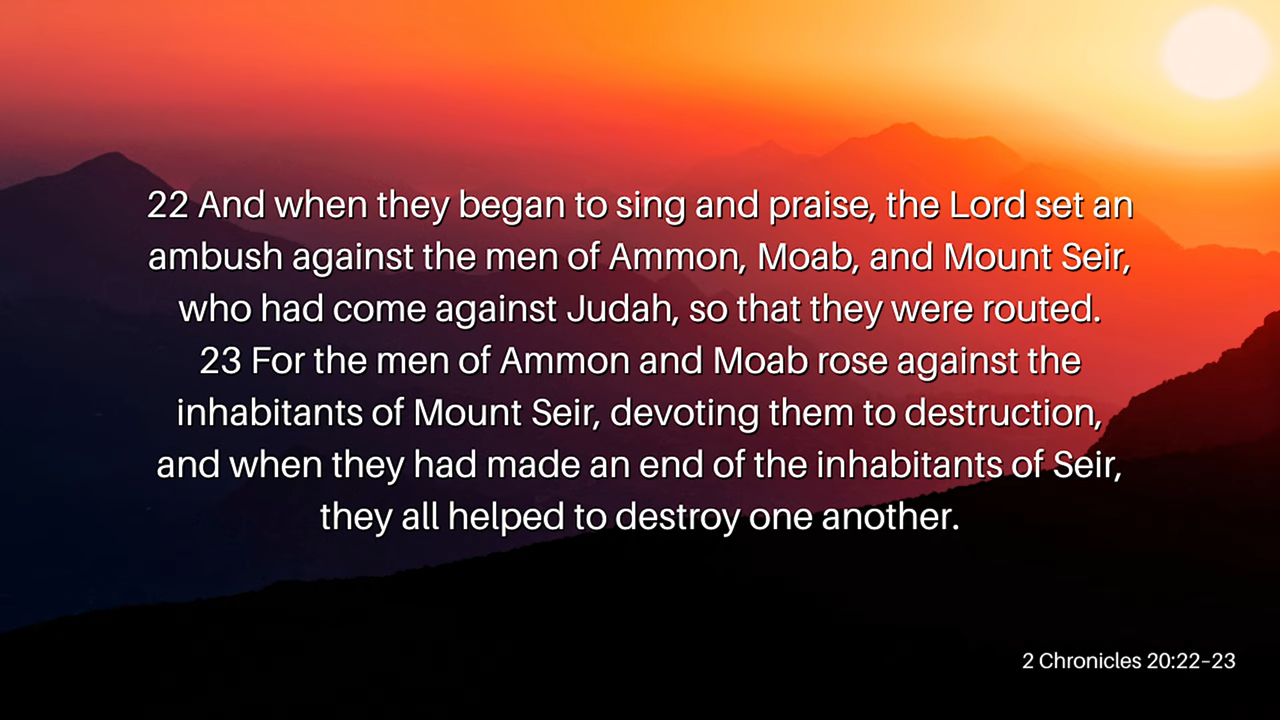 22 And when they began to sing and praise, the Lord set an
ambush against the men of Ammon, Moab, and Mount Seir,
who had come against Judah, so that they were routed.
23 For the men of Ammon and Moab rose against the
inhabitants of Mount Seir, devoting them to destruction,
and when they had made an end of the inhabitants of Seir,
they all helped to destroy one another.
2 Chronicles 20:22–23